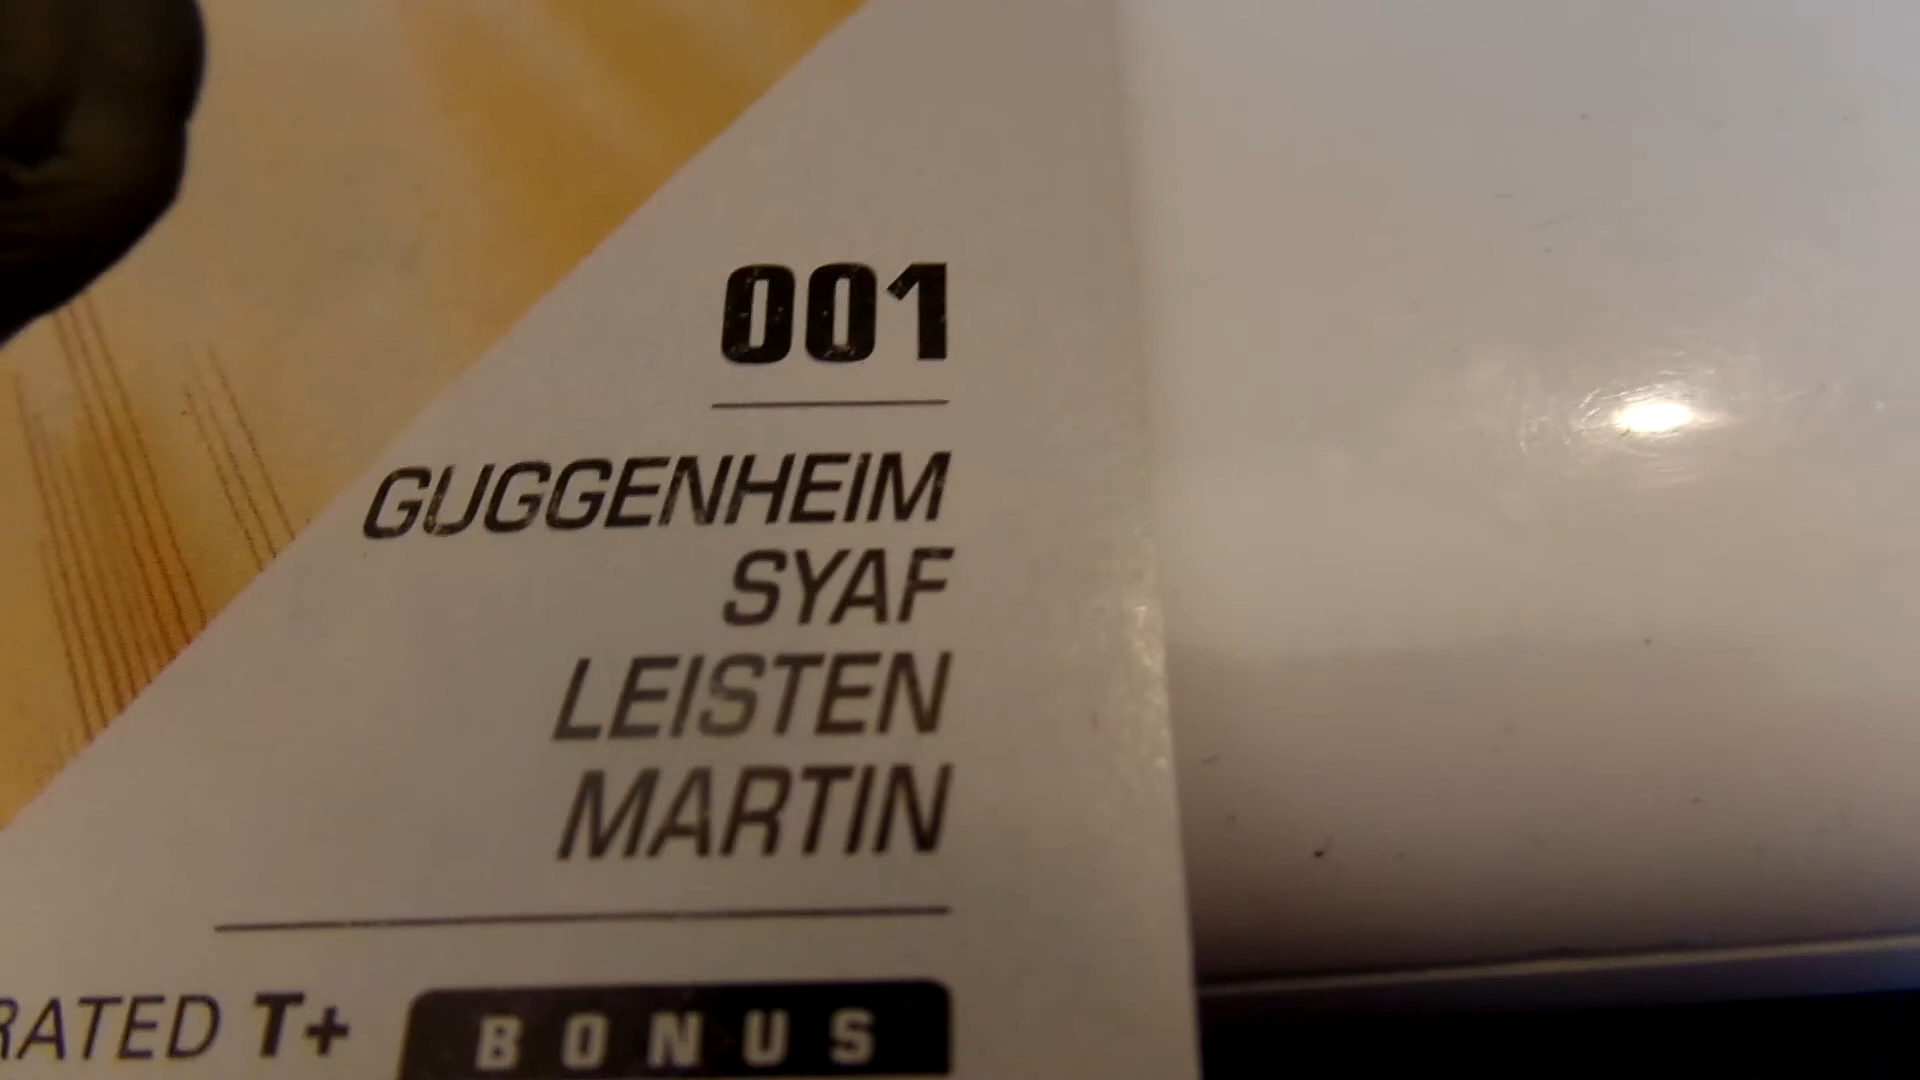 001
GUGGENHEIM
SYAF
LEISTEN
MARTIN
RATED T+
BONUS